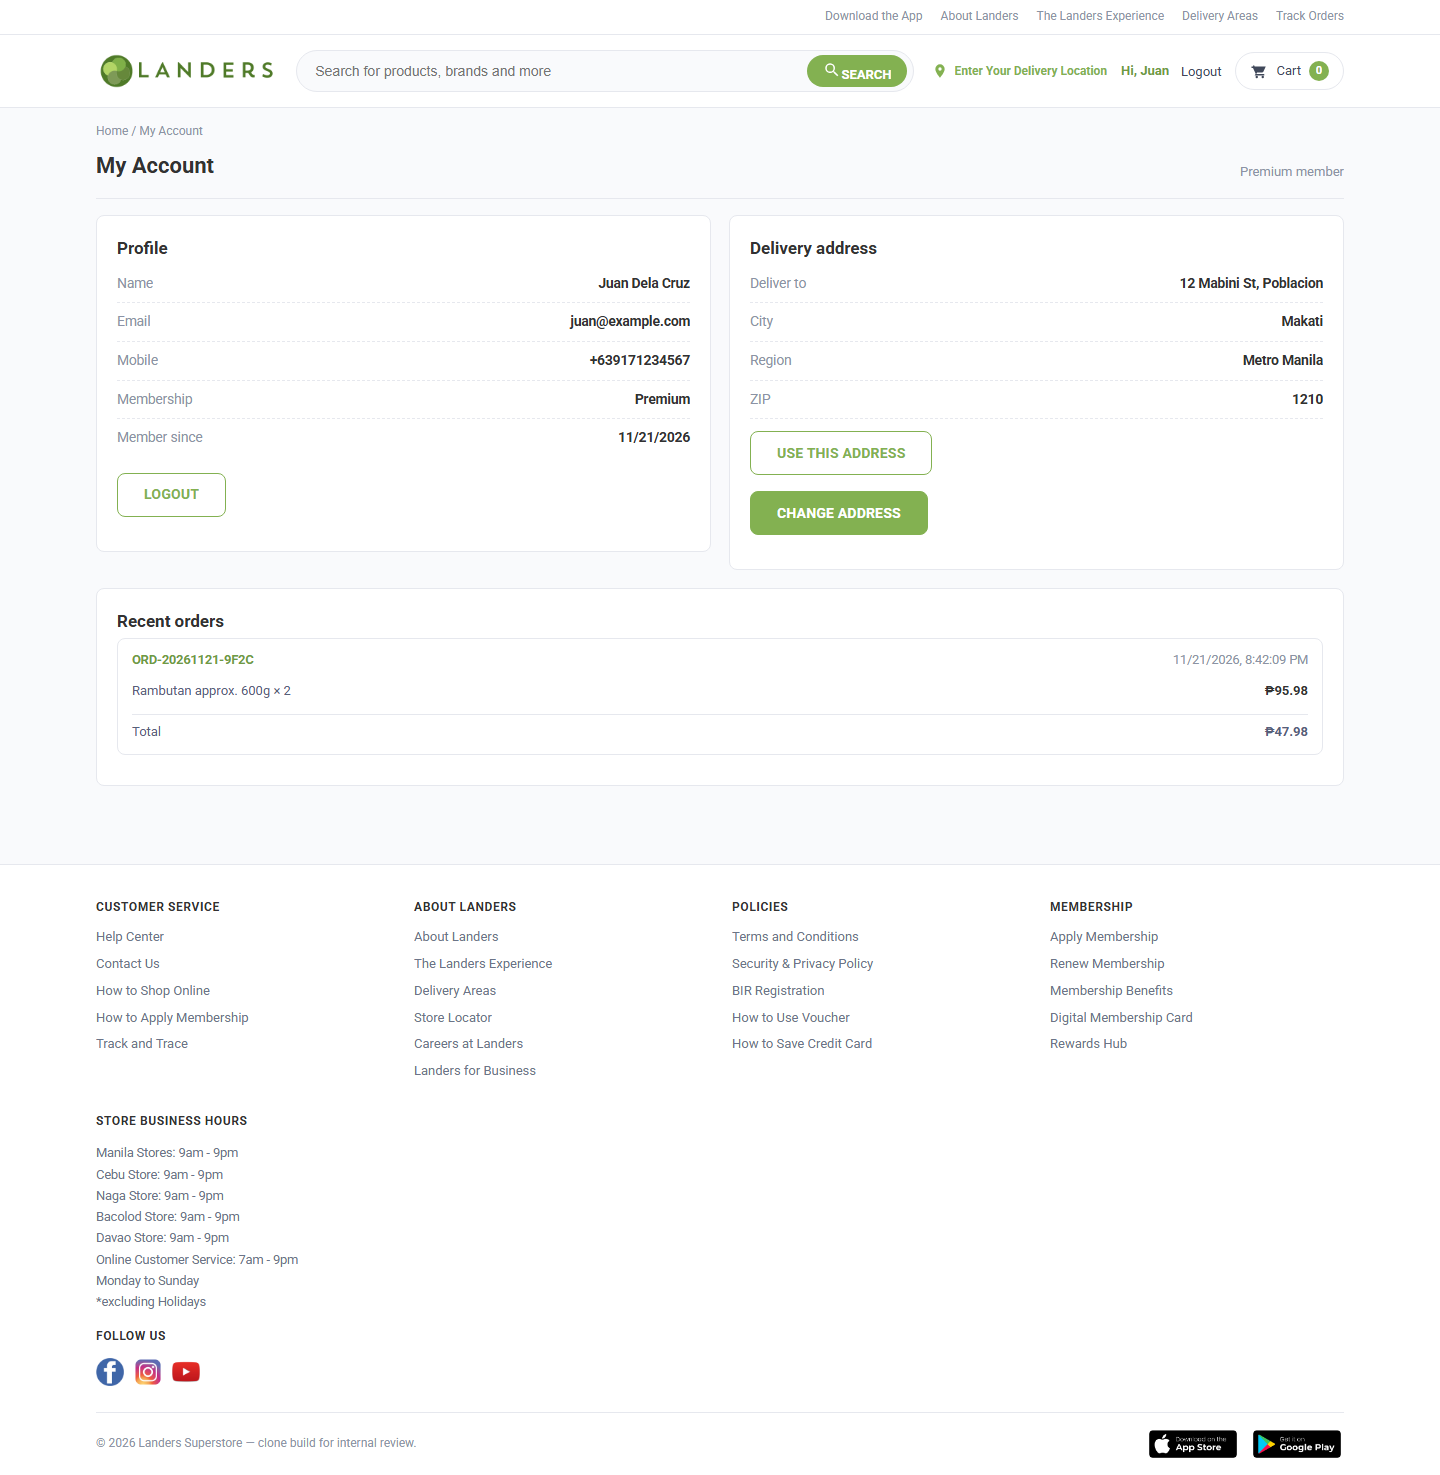 Download the App About Landers The Landers Experience Delivery Areas Track Orders
LANDERS
Search for products, brands and more
SEARCH
Enter Your Delivery Location
Hi, Juan
Logout
Cart 0
Home / My Account
My Account
Premium member
Profile
Name Juan Dela Cruz
Email juan@example.com
Mobile +639171234567
Membership Premium
Member since 11/21/2026
LOGOUT
Delivery address
Deliver to 12 Mabini St, Poblacion
City Makati
Region Metro Manila
ZIP 1210
USE THIS ADDRESS
CHANGE ADDRESS
Recent orders
ORD-20261121-9F2C 11/21/2026, 8:42:09 PM
Rambutan approx. 600g × 2 ₱95.98
Total ₱47.98
CUSTOMER SERVICE
Help Center
Contact Us
How to Shop Online
How to Apply Membership
Track and Trace
ABOUT LANDERS
About Landers
The Landers Experience
Delivery Areas
Store Locator
Careers at Landers
Landers for Business
POLICIES
Terms and Conditions
Security & Privacy Policy
BIR Registration
How to Use Voucher
How to Save Credit Card
MEMBERSHIP
Apply Membership
Renew Membership
Membership Benefits
Digital Membership Card
Rewards Hub
STORE BUSINESS HOURS
Manila Stores: 9am - 9pm
Cebu Store: 9am - 9pm
Naga Store: 9am - 9pm
Bacolod Store: 9am - 9pm
Davao Store: 9am - 9pm
Online Customer Service: 7am - 9pm
Monday to Sunday
*excluding Holidays
FOLLOW US
© 2026 Landers Superstore — clone build for internal review.
Download on the
App Store
Get it on
Google Play